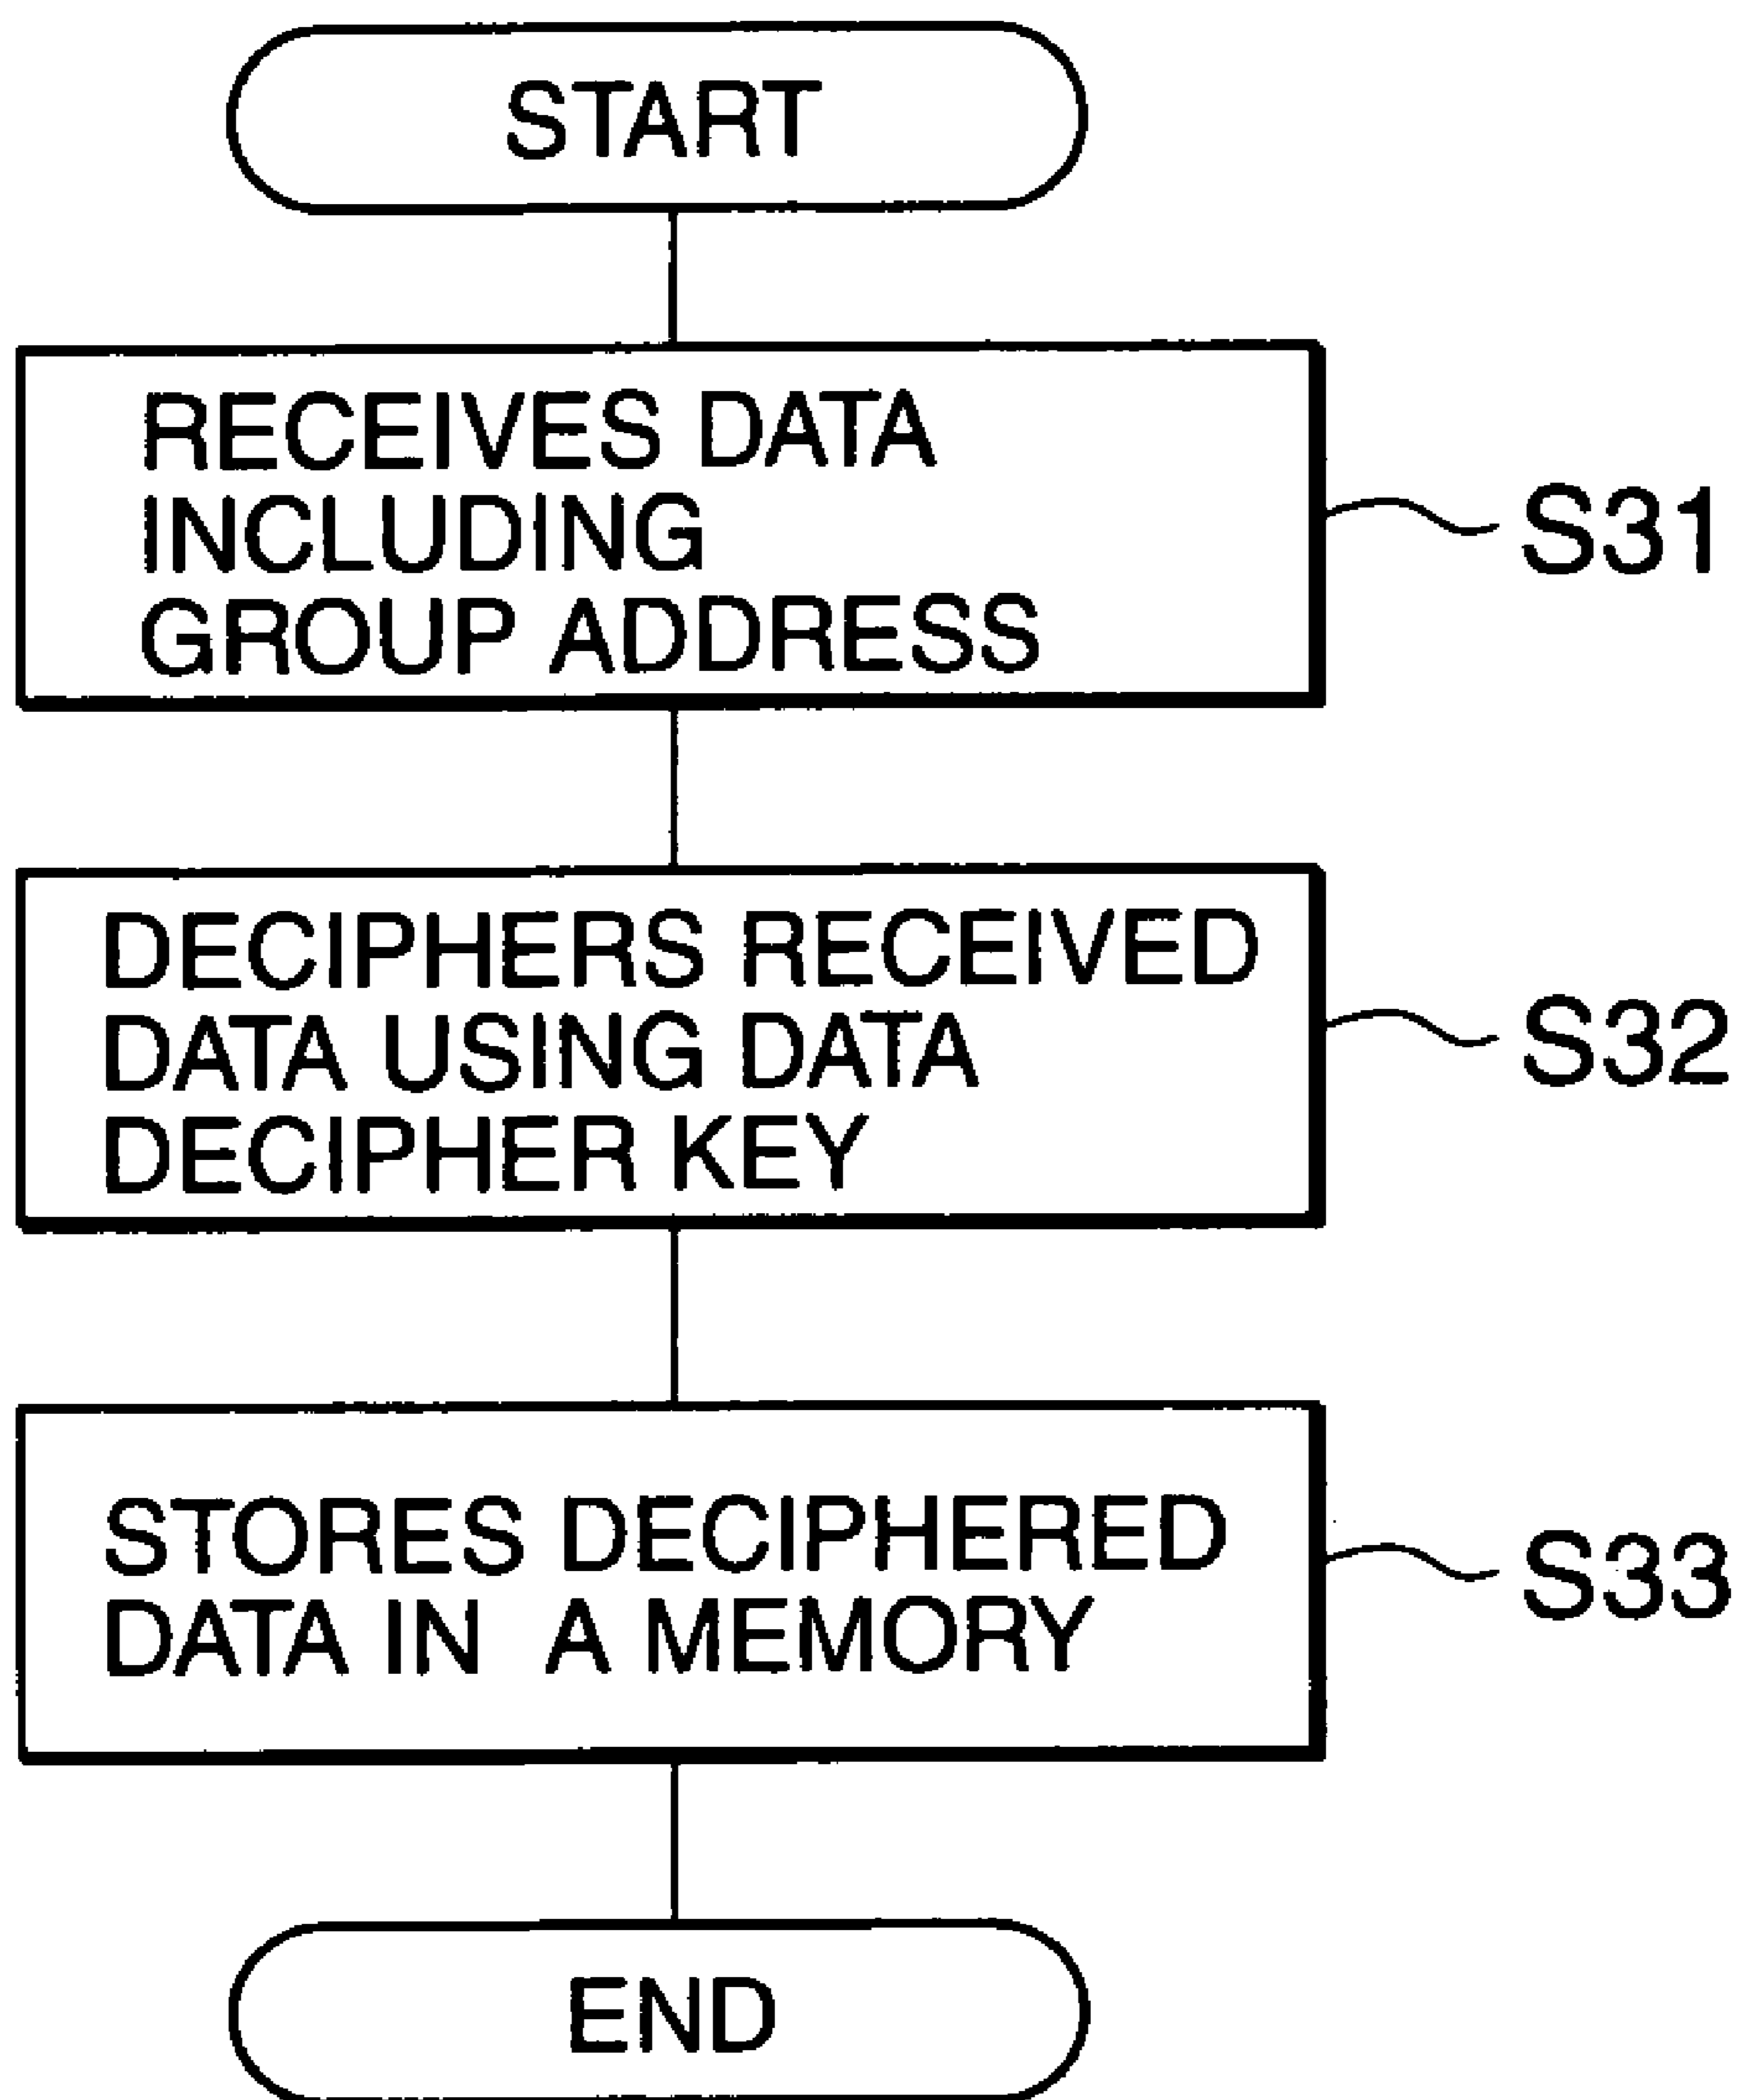 START
RECEIVES DATA
INCLUDING
GROUP ADDRESS
S31
DECIPHERS RECEIVED
DATA USING DATA
DECIPHER KEY
S32
STORES DECIPHERED
DATA IN A MEMORY
S33
END